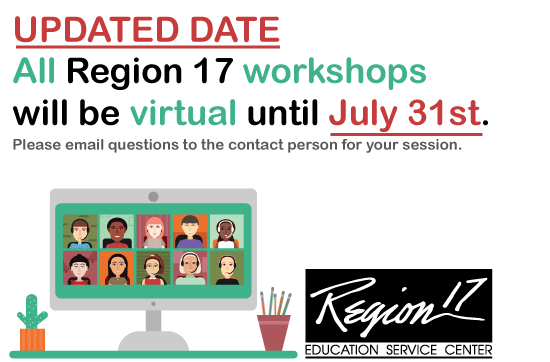 UPDATED DATE
All Region 17 workshops
will be virtual until July 31st.
Please email questions to the contact person for your session.
Region 17
EDUCATION SERVICE CENTER